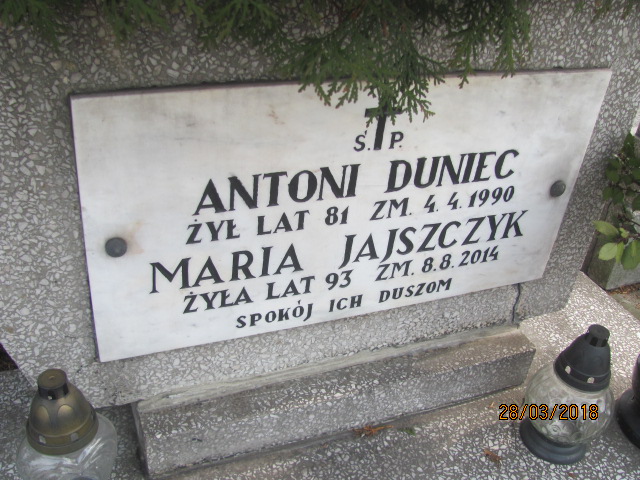 Ś. P.
ANTONI DUNIEC
ŻYŁ LAT 81 ZM. 4.4.1990
MARIA JAJSZCZYK
ŻYŁA LAT 93 ZM. 8.8.2014
SPOKÓJ ICH DUSZOM
28/03/2018